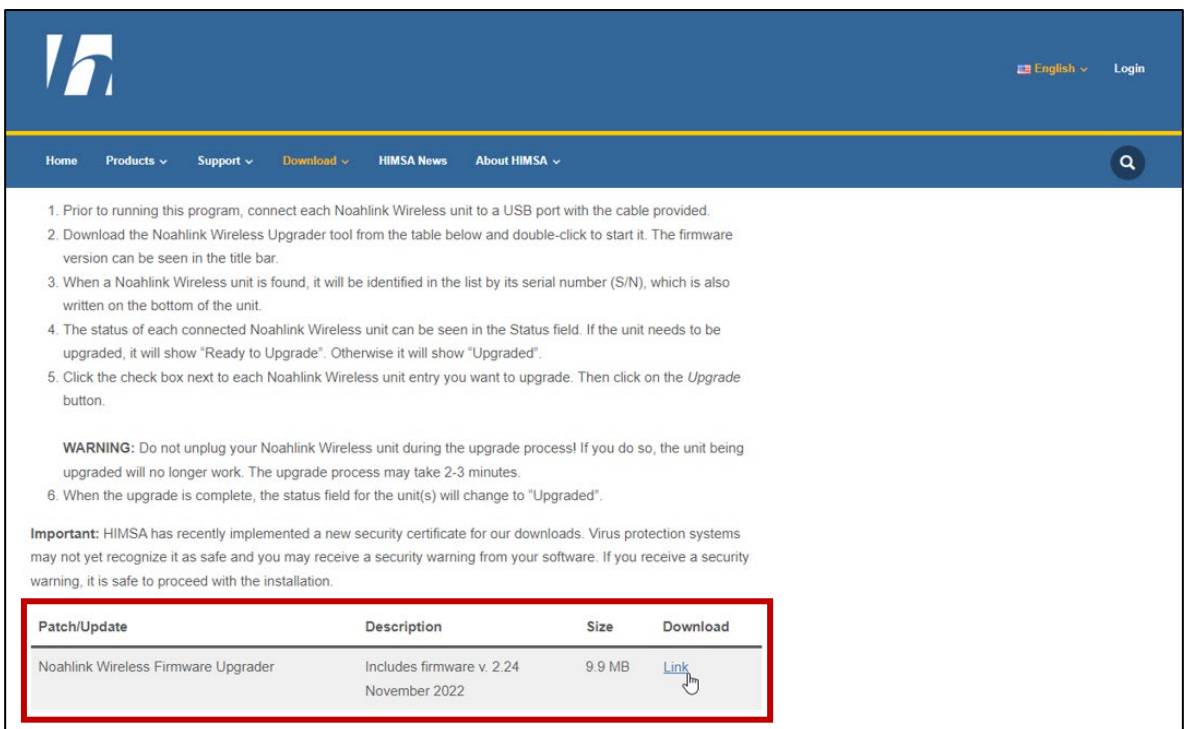 English Login
Home Products Support Download HIMSA News About HIMSA
1. Prior to running this program, connect each Noahlink Wireless unit to a USB port with the cable provided.
2. Download the Noahlink Wireless Upgrader tool from the table below and double-click to start it. The firmware
version can be seen in the title bar.
3. When a Noahlink Wireless unit is found, it will be identified in the list by its serial number (S/N), which is also
written on the bottom of the unit.
4. The status of each connected Noahlink Wireless unit can be seen in the Status field. If the unit needs to be
upgraded, it will show “Ready to Upgrade”. Otherwise it will show “Upgraded”.
5. Click the check box next to each Noahlink Wireless unit entry you want to upgrade. Then click on the Upgrade
button.
WARNING: Do not unplug your Noahlink Wireless unit during the upgrade process! If you do so, the unit being
upgraded will no longer work. The upgrade process may take 2-3 minutes.
6. When the upgrade is complete, the status field for the unit(s) will change to “Upgraded”.
Important: HIMSA has recently implemented a new security certificate for our downloads. Virus protection systems
may not yet recognize it as safe and you may receive a security warning from your software. If you receive a security
warning, it is safe to proceed with the installation.
Patch/Update Description Size Download
Noahlink Wireless Firmware Upgrader Includes firmware v. 2.24 9.9 MB Link
November 2022